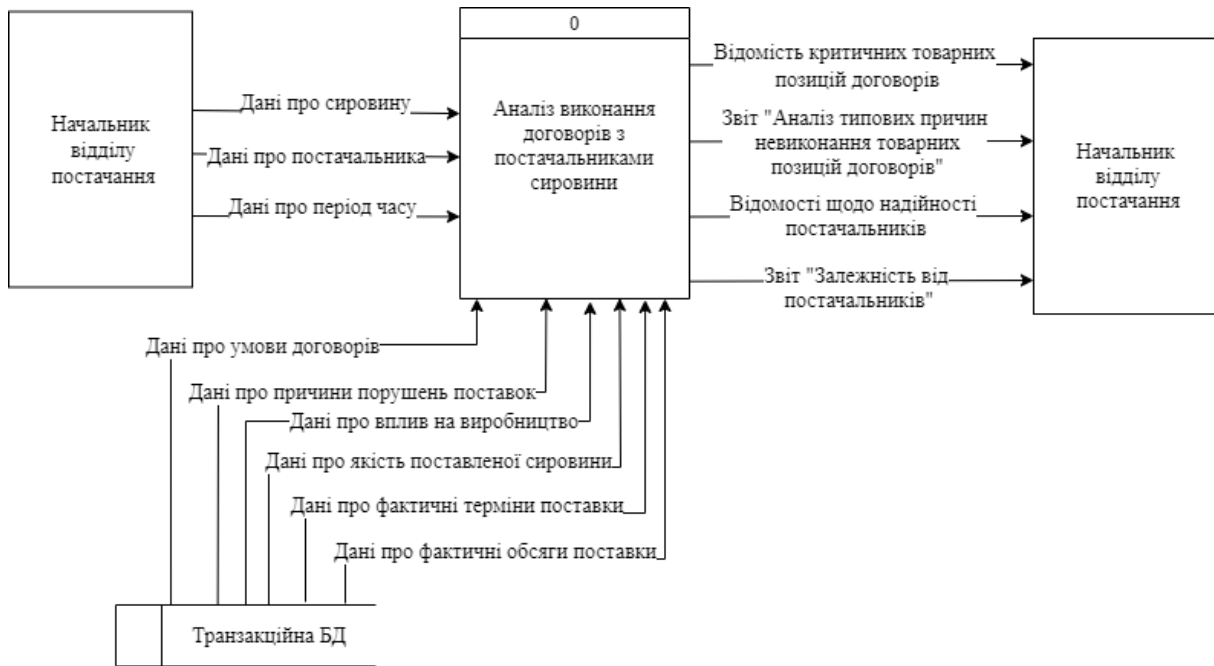 Начальник
відділу
постачання
Дані про сировину
Дані про постачальника
Дані про період часу
0
Аналіз виконання
договорів з
постачальниками
сировини
Відомість критичних товарних
позицій договорів
Звіт "Аналіз типових причин
невиконання товарних
позицій договорів"
Відомості щодо надійності
постачальників
Звіт "Залежність від
постачальників"
Начальник
відділу
постачання
Дані про умови договорів
Дані про причини порушень поставок
Дані про вплив на виробництво
Дані про якість поставленої сировини
Дані про фактичні терміни поставки
Дані про фактичні обсяги поставки
Транзакційна БД